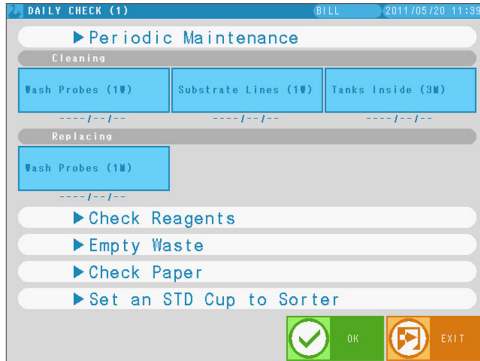 DAILY CHECK (1) BILL 2011/05/20 11:39
▶Periodic Maintenance
Cleaning
Wash Probes (1W) Substrate Lines (1W) Tanks Inside (3M)
----/--/-- ----/--/-- ----/--/--
Replacing
Wash Probes (1M)
----/--/--
▶Check Reagents
▶Empty Waste
▶Check Paper
▶Set an STD Cup to Sorter
OK EXIT